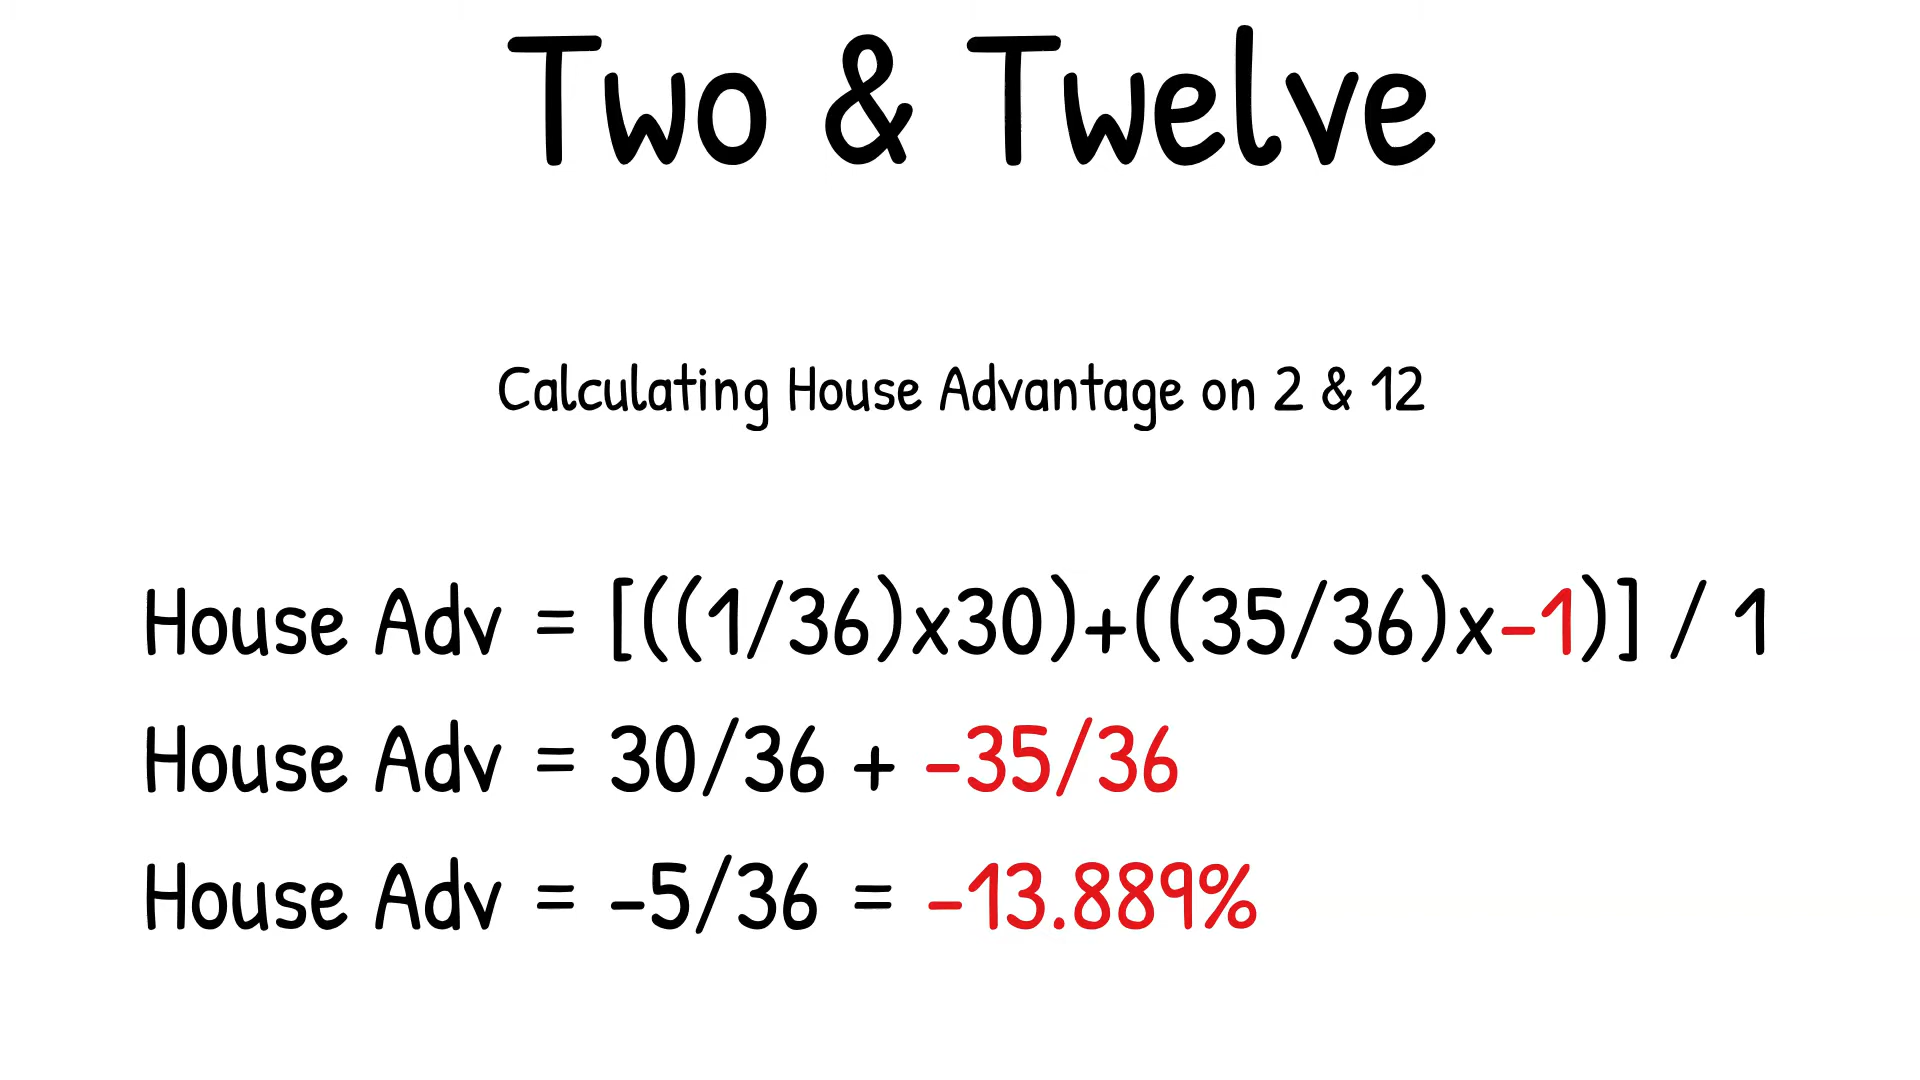 Two & Twelve
Calculating House Advantage on 2 & 12
House Adv = [((1/36)x30)+((35/36)x-1)] / 1
House Adv = 30/36 + -35/36
House Adv = -5/36 = -13.889%